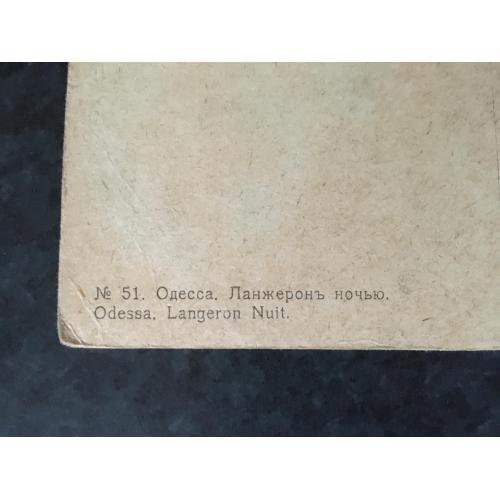 № 51. Одесса. Ланжеронъ ночью.
Odessa. Langeron Nuit.